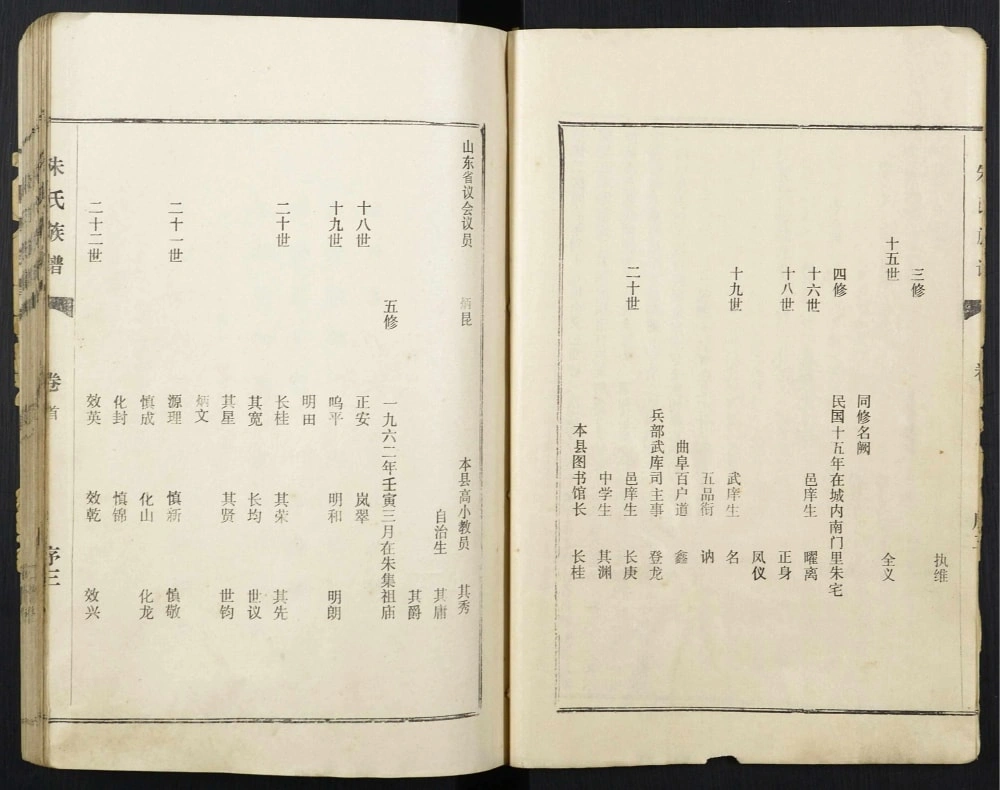 执维
三修
十五世 全义
同修名阙
四修 民国十五年在城内南门里朱宅
十六世 邑庠生 曜离
十八世 正身
凤仪
十九世 武庠生 名
五品衔 讷
曲阜百户道 鑫
兵部武库司主事 登龙
二十世 邑庠生 长庚
中学生 其渊
本县图书馆长 长桂
山东省议会议员 炳昆 本县高小教员 其秀
自治生 其庙
其爵
五修 一九六二年壬寅三月在朱集祖庙
十八世 正安 岚翠
十九世 鸣平 明和 明朗
明田
二十世 长桂 其荣 其先
其宽 长均 世议
其星 其贤 世钧
炳文
二十一世 源理 慎新 慎敬
慎成 化山 化龙
化封 慎锦
二十二世 效英 效乾 效兴
朱氏族谱 卷首 序三